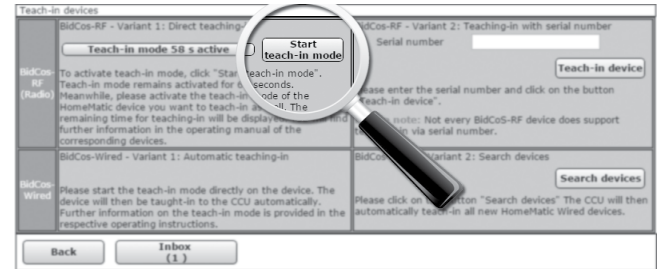 Teach-in devices
BidCos-RF (Radio)
BidCos-RF - Variant 1: Direct teaching-
Teach-in mode 58 s active
Start
teach-in mode
To activate teach-in mode, click "Start teach-in mode".
Teach-in mode remains activated for 60 seconds.
Meanwhile, please activate the teach-in mode of the
HomeMatic device you want to teach-in as well. The
remaining time for teaching-in will be displayed. find
further information in the operating manual of the
corresponding devices.
BidCos-RF - Variant 2: Teaching-in with serial number
Serial number
Teach-in device
Please enter the serial number and click on the button
"Teach-in device".
note: Not every BidCoS-RF device does support
teach-in via serial number.
BidCos-Wired
BidCos-Wired - Variant 1: Automatic teaching-in
Please start the teach-in mode directly on the device. The
device will then be taught-in to the CCU automatically.
Further information on the teach-in mode is provided in the
respective operating instructions.
Variant 2: Search devices
Search devices
Please click on button "Search devices" The CCU will then
automatically teach-in all new HomeMatic Wired devices.
Back
Inbox
(1)